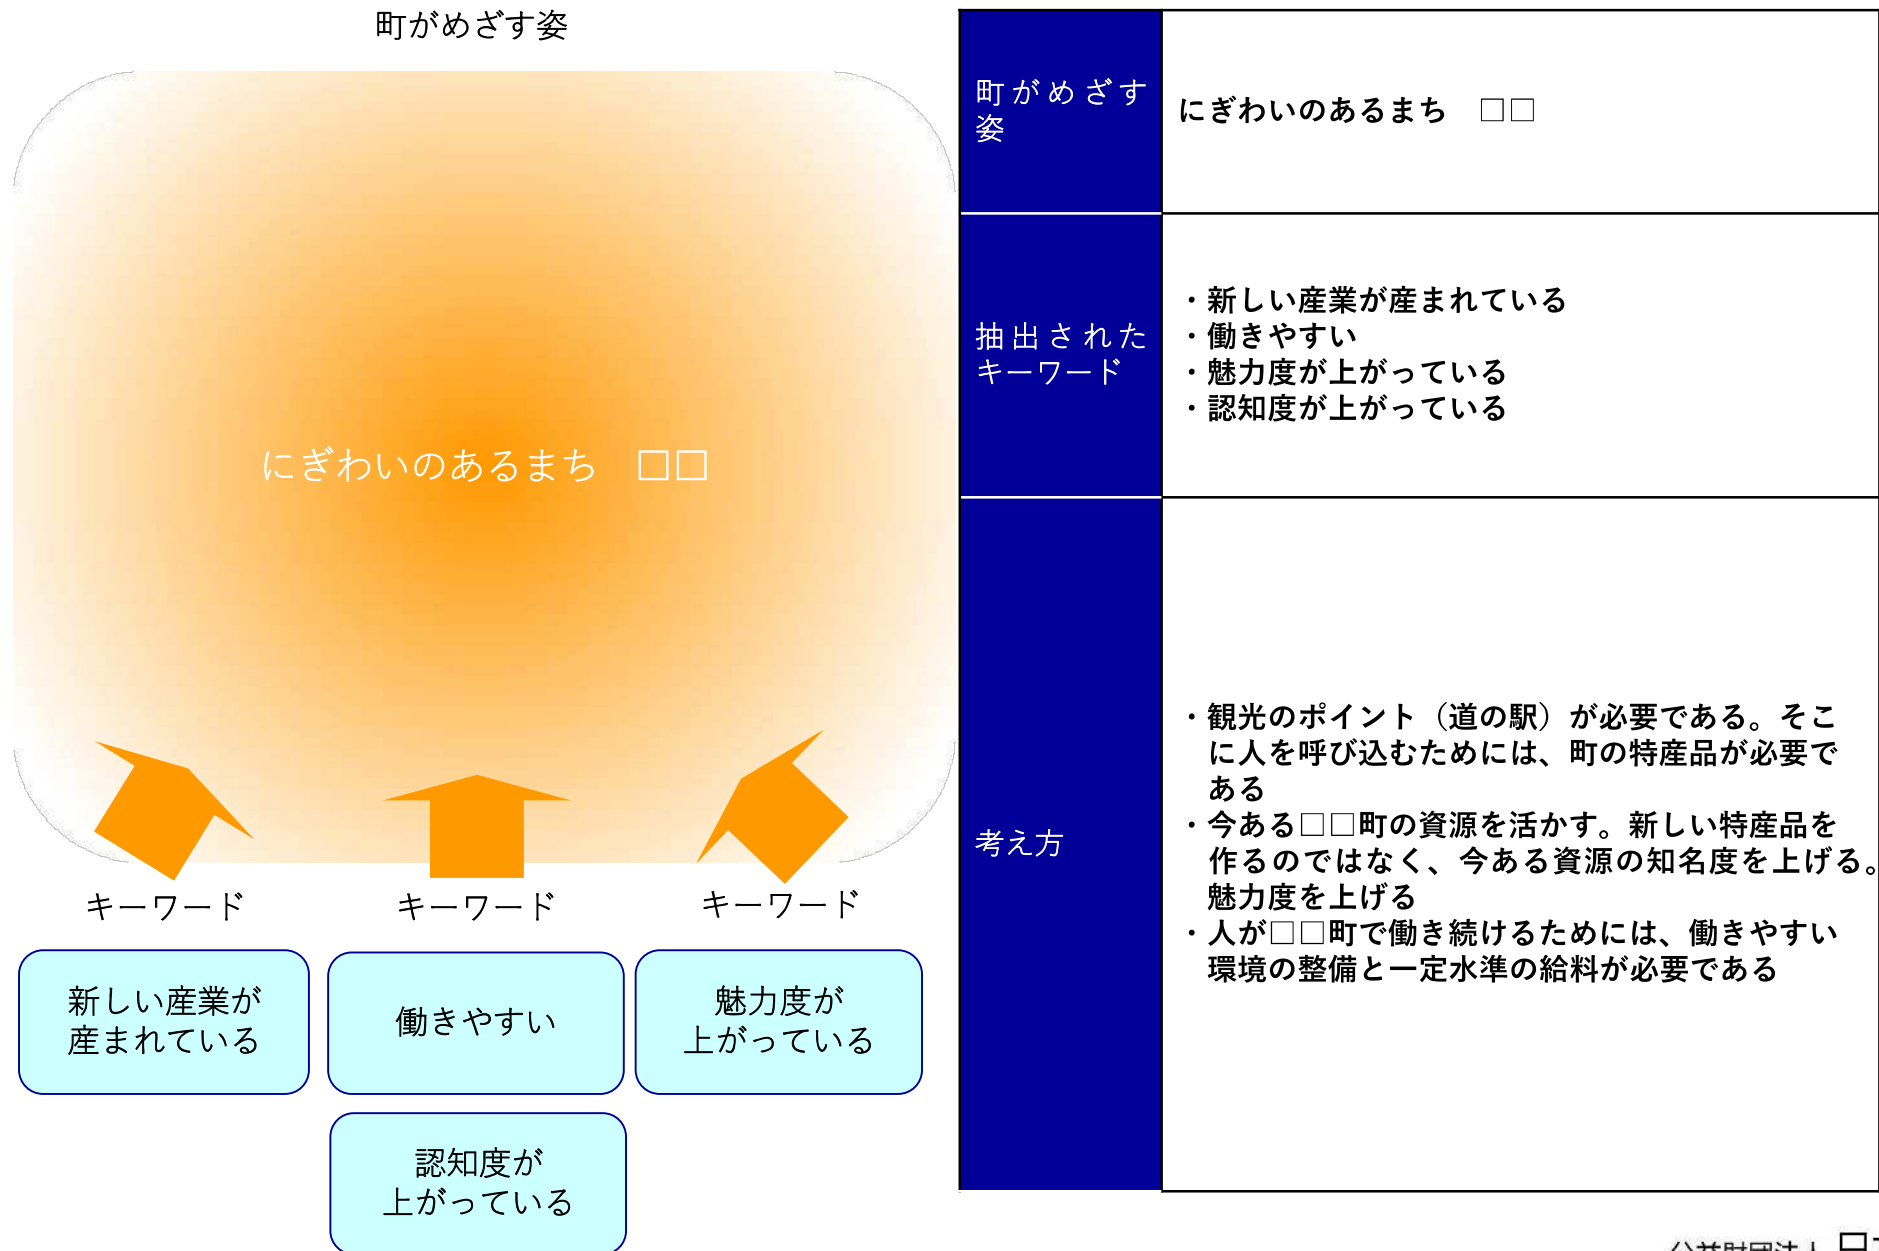 町がめざす姿
にぎわいのあるまち　□□
キーワード
キーワード
キーワード
新しい産業が
産まれている
働きやすい
魅力度が
上がっている
認知度が
上がっている
町がめざす
姿
にぎわいのあるまち　□□
抽出された
キーワード
・新しい産業が産まれている
・働きやすい
・魅力度が上がっている
・認知度が上がっている
考え方
・観光のポイント（道の駅）が必要である。そこ
に人を呼び込むためには、町の特産品が必要で
ある
・今ある□□町の資源を活かす。新しい特産品を
作るのではなく、今ある資源の知名度を上げる。
魅力度を上げる
・人が□□町で働き続けるためには、働きやすい
環境の整備と一定水準の給料が必要である
公益財団法人